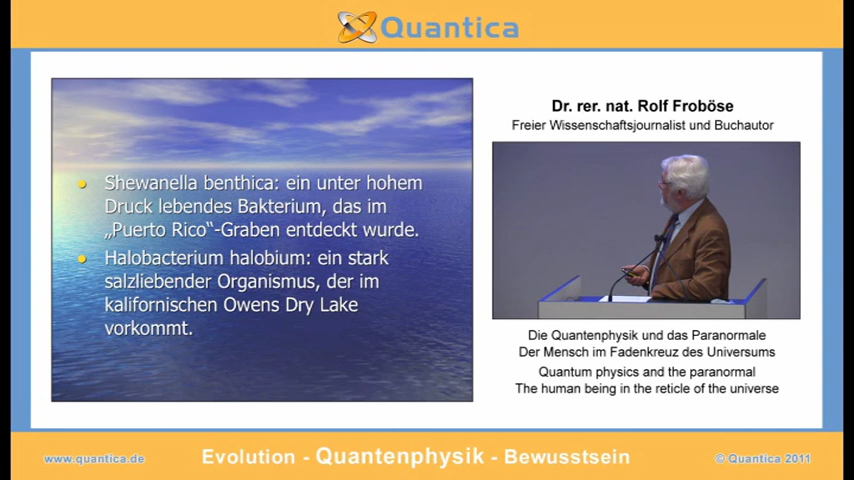 Quantica
Shewanella benthica: ein unter hohem
Druck lebendes Bakterium, das im
„Puerto Rico“-Graben entdeckt wurde.
Halobacterium halobium: ein stark
salzliebender Organismus, der im
kalifornischen Owens Dry Lake
vorkommt.
Dr. rer. nat. Rolf Froböse
Freier Wissenschaftsjournalist und Buchautor
Die Quantenphysik und das Paranormale
Der Mensch im Fadenkreuz des Universums
Quantum physics and the paranormal
The human being in the reticle of the universe
www.quantica.de
Evolution - Quantenphysik - Bewusstsein
© Quantica 2011